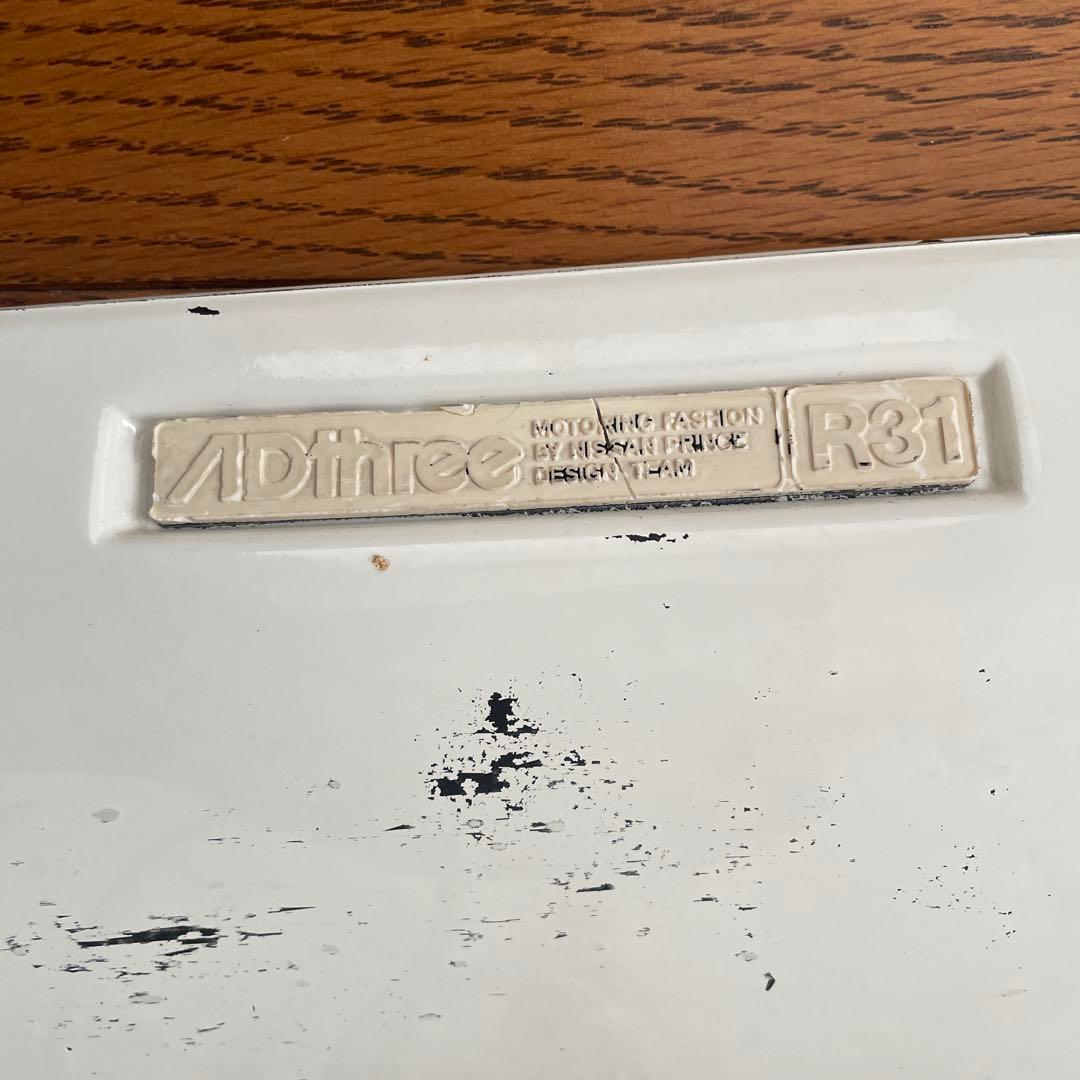 ADthree
MOTORING FASHION
BY NISSAN PRINCE
DESIGN TEAM
R31